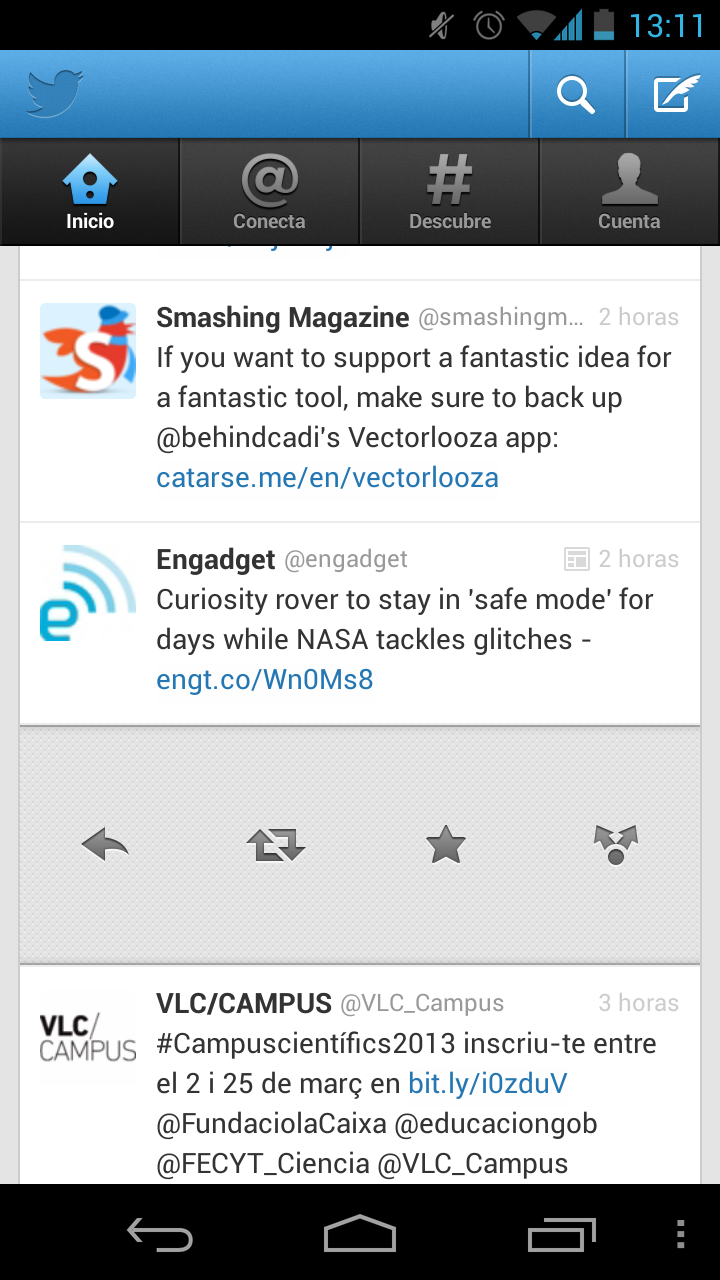 13:11
Inicio
Conecta
Descubre
Cuenta
Smashing Magazine @smashingm... 2 horas
If you want to support a fantastic idea for
a fantastic tool, make sure to back up
@behindcadi's Vectorlooza app:
catarse.me/en/vectorlooza
Engadget @engadget 2 horas
Curiosity rover to stay in 'safe mode' for
days while NASA tackles glitches -
engt.co/Wn0Ms8
VLC/
CAMPUS
VLC/CAMPUS @VLC_Campus 3 horas
#Campuscientífics2013 inscriu-te entre
el 2 i 25 de març en bit.ly/i0zduV
@FundaciolaCaixa @educaciongob
@FECYT_Ciencia @VLC_Campus